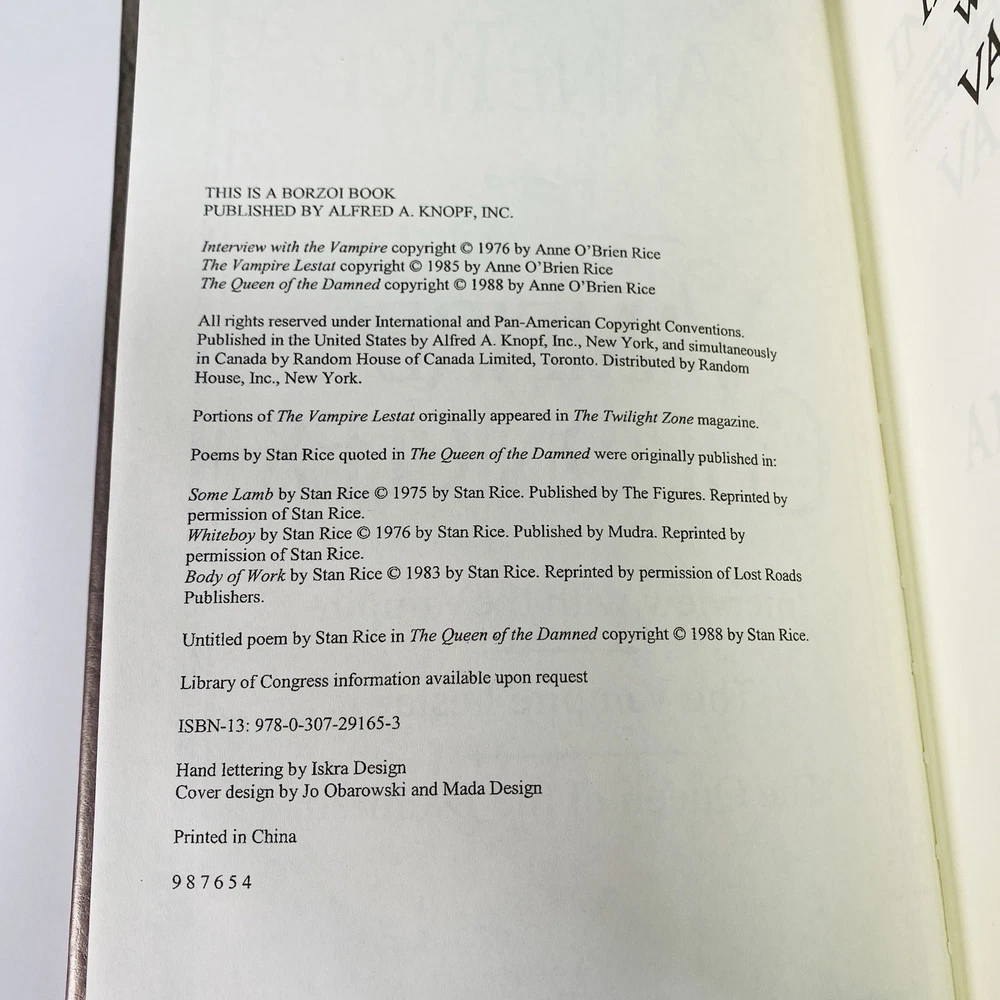 THIS IS A BORZOI BOOK
PUBLISHED BY ALFRED A. KNOPF, INC.
Interview with the Vampire copyright © 1976 by Anne O'Brien Rice
The Vampire Lestat copyright © 1985 by Anne O'Brien Rice
The Queen of the Damned copyright © 1988 by Anne O'Brien Rice
All rights reserved under International and Pan-American Copyright Conventions.
Published in the United States by Alfred A. Knopf, Inc., New York, and simultaneously
in Canada by Random House of Canada Limited, Toronto. Distributed by Random
House, Inc., New York.
Portions of The Vampire Lestat originally appeared in The Twilight Zone magazine.
Poems by Stan Rice quoted in The Queen of the Damned were originally published in:
Some Lamb by Stan Rice © 1975 by Stan Rice. Published by The Figures. Reprinted by
permission of Stan Rice.
Whiteboy by Stan Rice © 1976 by Stan Rice. Published by Mudra. Reprinted by
permission of Stan Rice.
Body of Work by Stan Rice © 1983 by Stan Rice. Reprinted by permission of Lost Roads
Publishers.
Untitled poem by Stan Rice in The Queen of the Damned copyright © 1988 by Stan Rice.
Library of Congress information available upon request
ISBN-13: 978-0-307-29165-3
Hand lettering by Iskra Design
Cover design by Jo Obarowski and Mada Design
Printed in China
9 8 7 6 5 4
VA